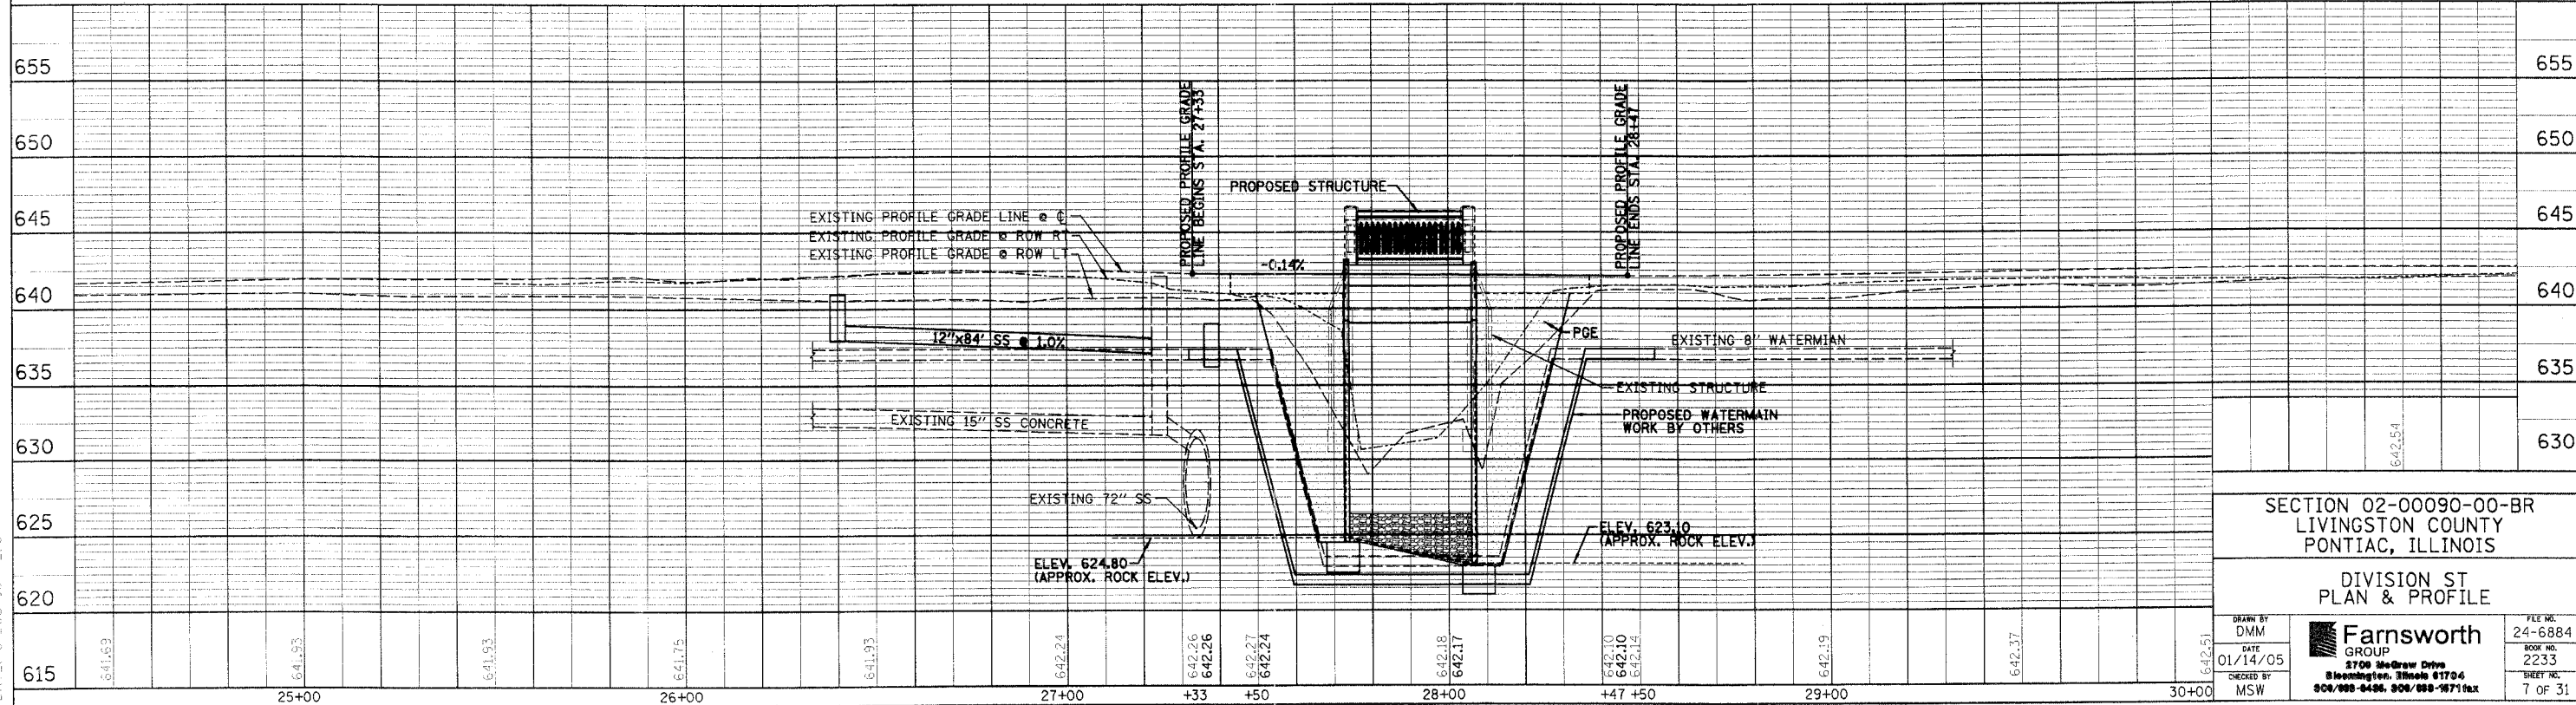 655
655
650
650
645
645
640
640
635
635
630
630
625
620
615
PROPOSED PROFILE GRADE
LINE BEGINS STA. 27+33
PROPOSED PROFILE GRADE
LINE ENDS STA. 28+47
PROPOSED STRUCTURE
EXISTING PROFILE GRADE LINE @ ℄
EXISTING PROFILE GRADE @ ROW RT
EXISTING PROFILE GRADE @ ROW LT
-0.14%
12"x84' SS @ 1.0%
PGE
EXISTING 8" WATERMIAN
EXISTING STRUCTURE
PROPOSED WATERMAIN
WORK BY OTHERS
EXISTING 15" SS CONCRETE
EXISTING 72" SS
ELEV. 624.80
(APPROX. ROCK ELEV.)
ELEV. 623.10
(APPROX. ROCK ELEV.)
642.54
641.69
641.93
641.93
641.75
641.93
642.24
642.26
642.26
642.27
642.24
642.18
642.17
642.10
642.10
642.14
642.19
642.37
642.51
25+00
26+00
27+00
+33
+50
28+00
+47 +50
29+00
30+00
SECTION 02-00090-00-BR
LIVINGSTON COUNTY
PONTIAC, ILLINOIS
DIVISION ST
PLAN & PROFILE
DRAWN BY
DMM
DATE
01/14/05
CHECKED BY
MSW
Farnsworth
GROUP
2709 McGraw Drive
Bloomington, Illinois 61704
FILE NO.
24-6884
BOOK NO.
2233
SHEET NO.
7 OF 31